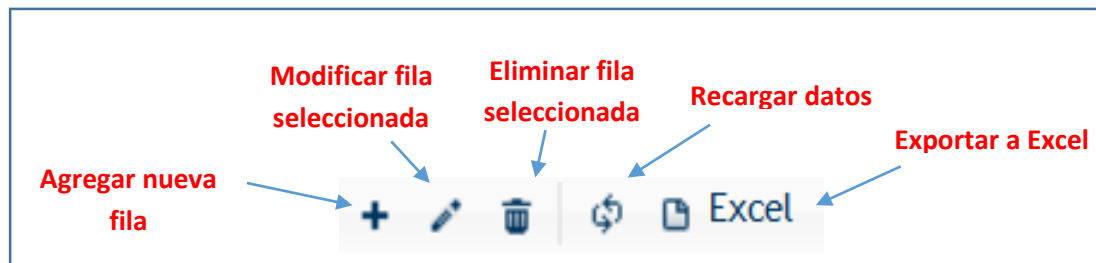 Modificar fila
seleccionada
Eliminar fila
seleccionada
Recargar datos
Exportar a Excel
Agregar nueva
fila
Excel